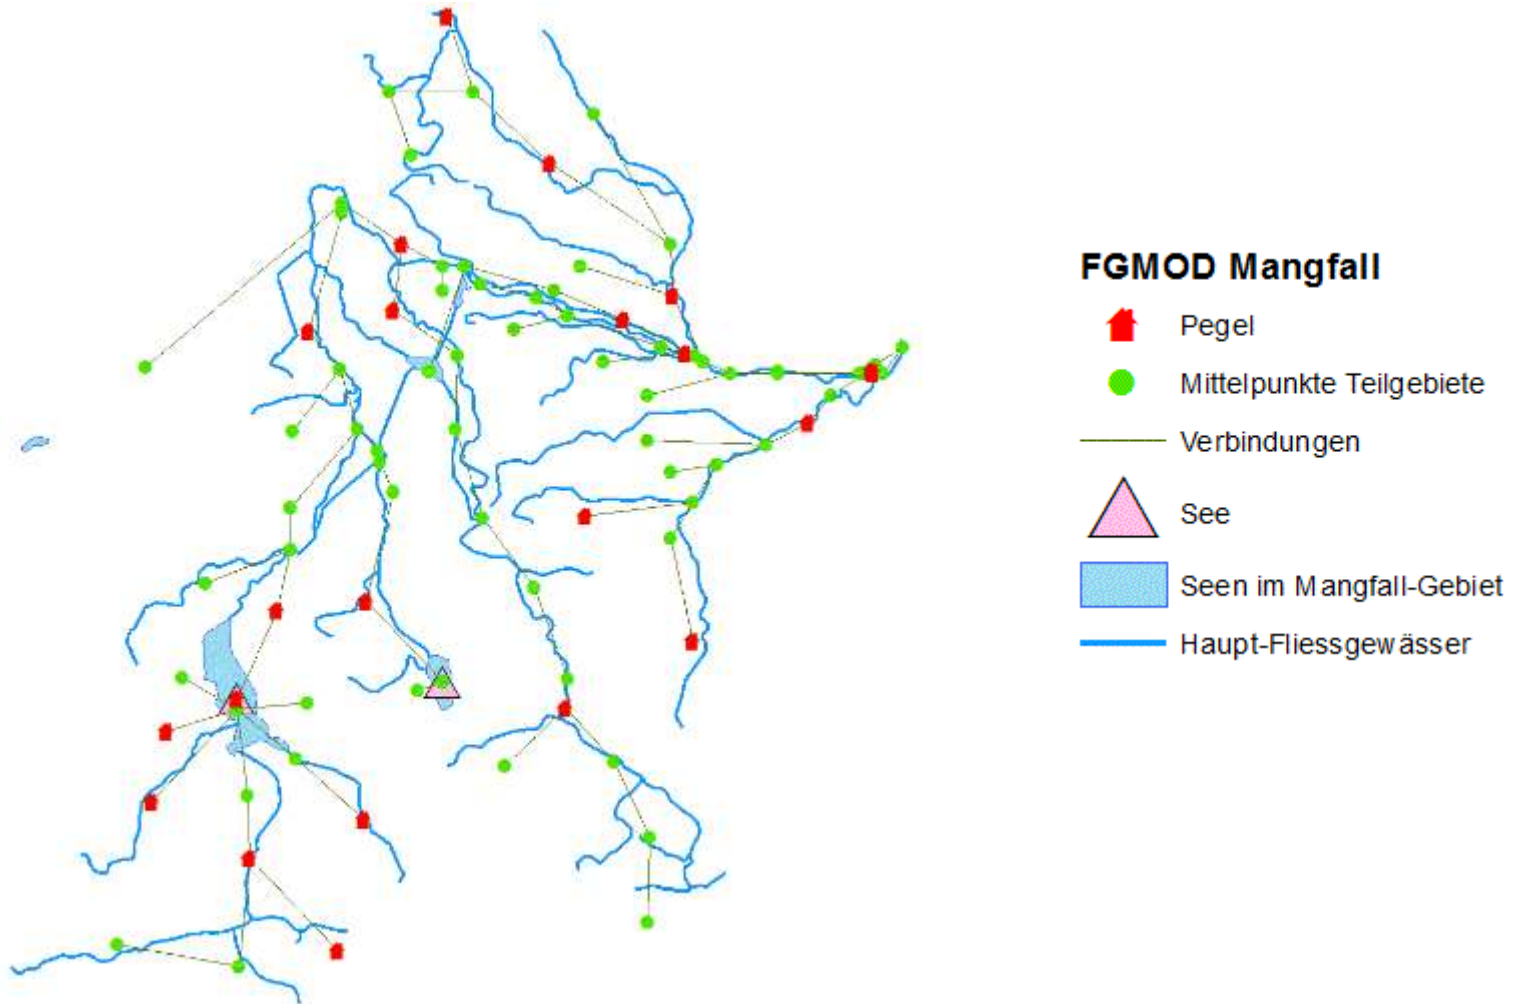 FGMOD Mangfall
Pegel
Mittelpunkte Teilgebiete
Verbindungen
See
Seen im Mangfall-Gebiet
Haupt-Fliessgewässer